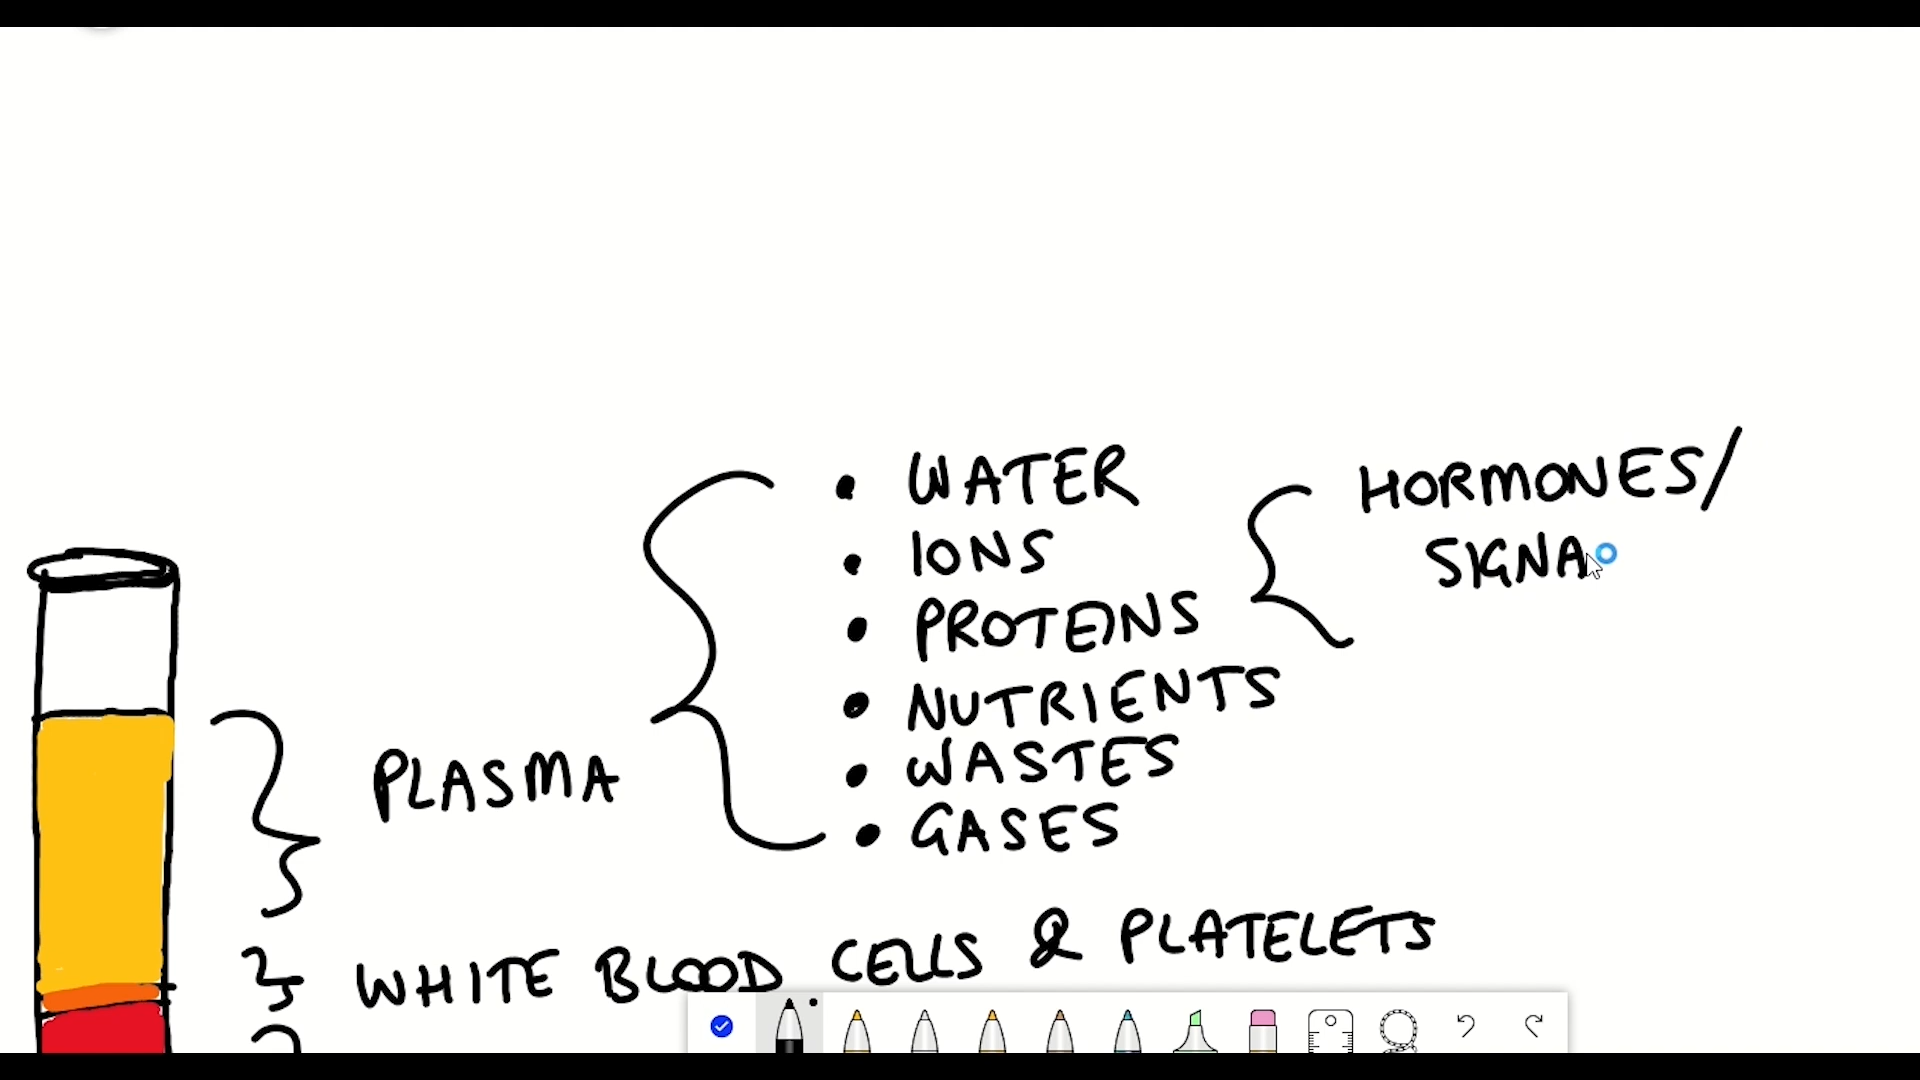 • WATER
• IONS
• PROTEINS
• NUTRIENTS
• WASTES
• GASES
HORMONES/
SIGNA
PLASMA
WHITE BLOOD CELLS & PLATELETS